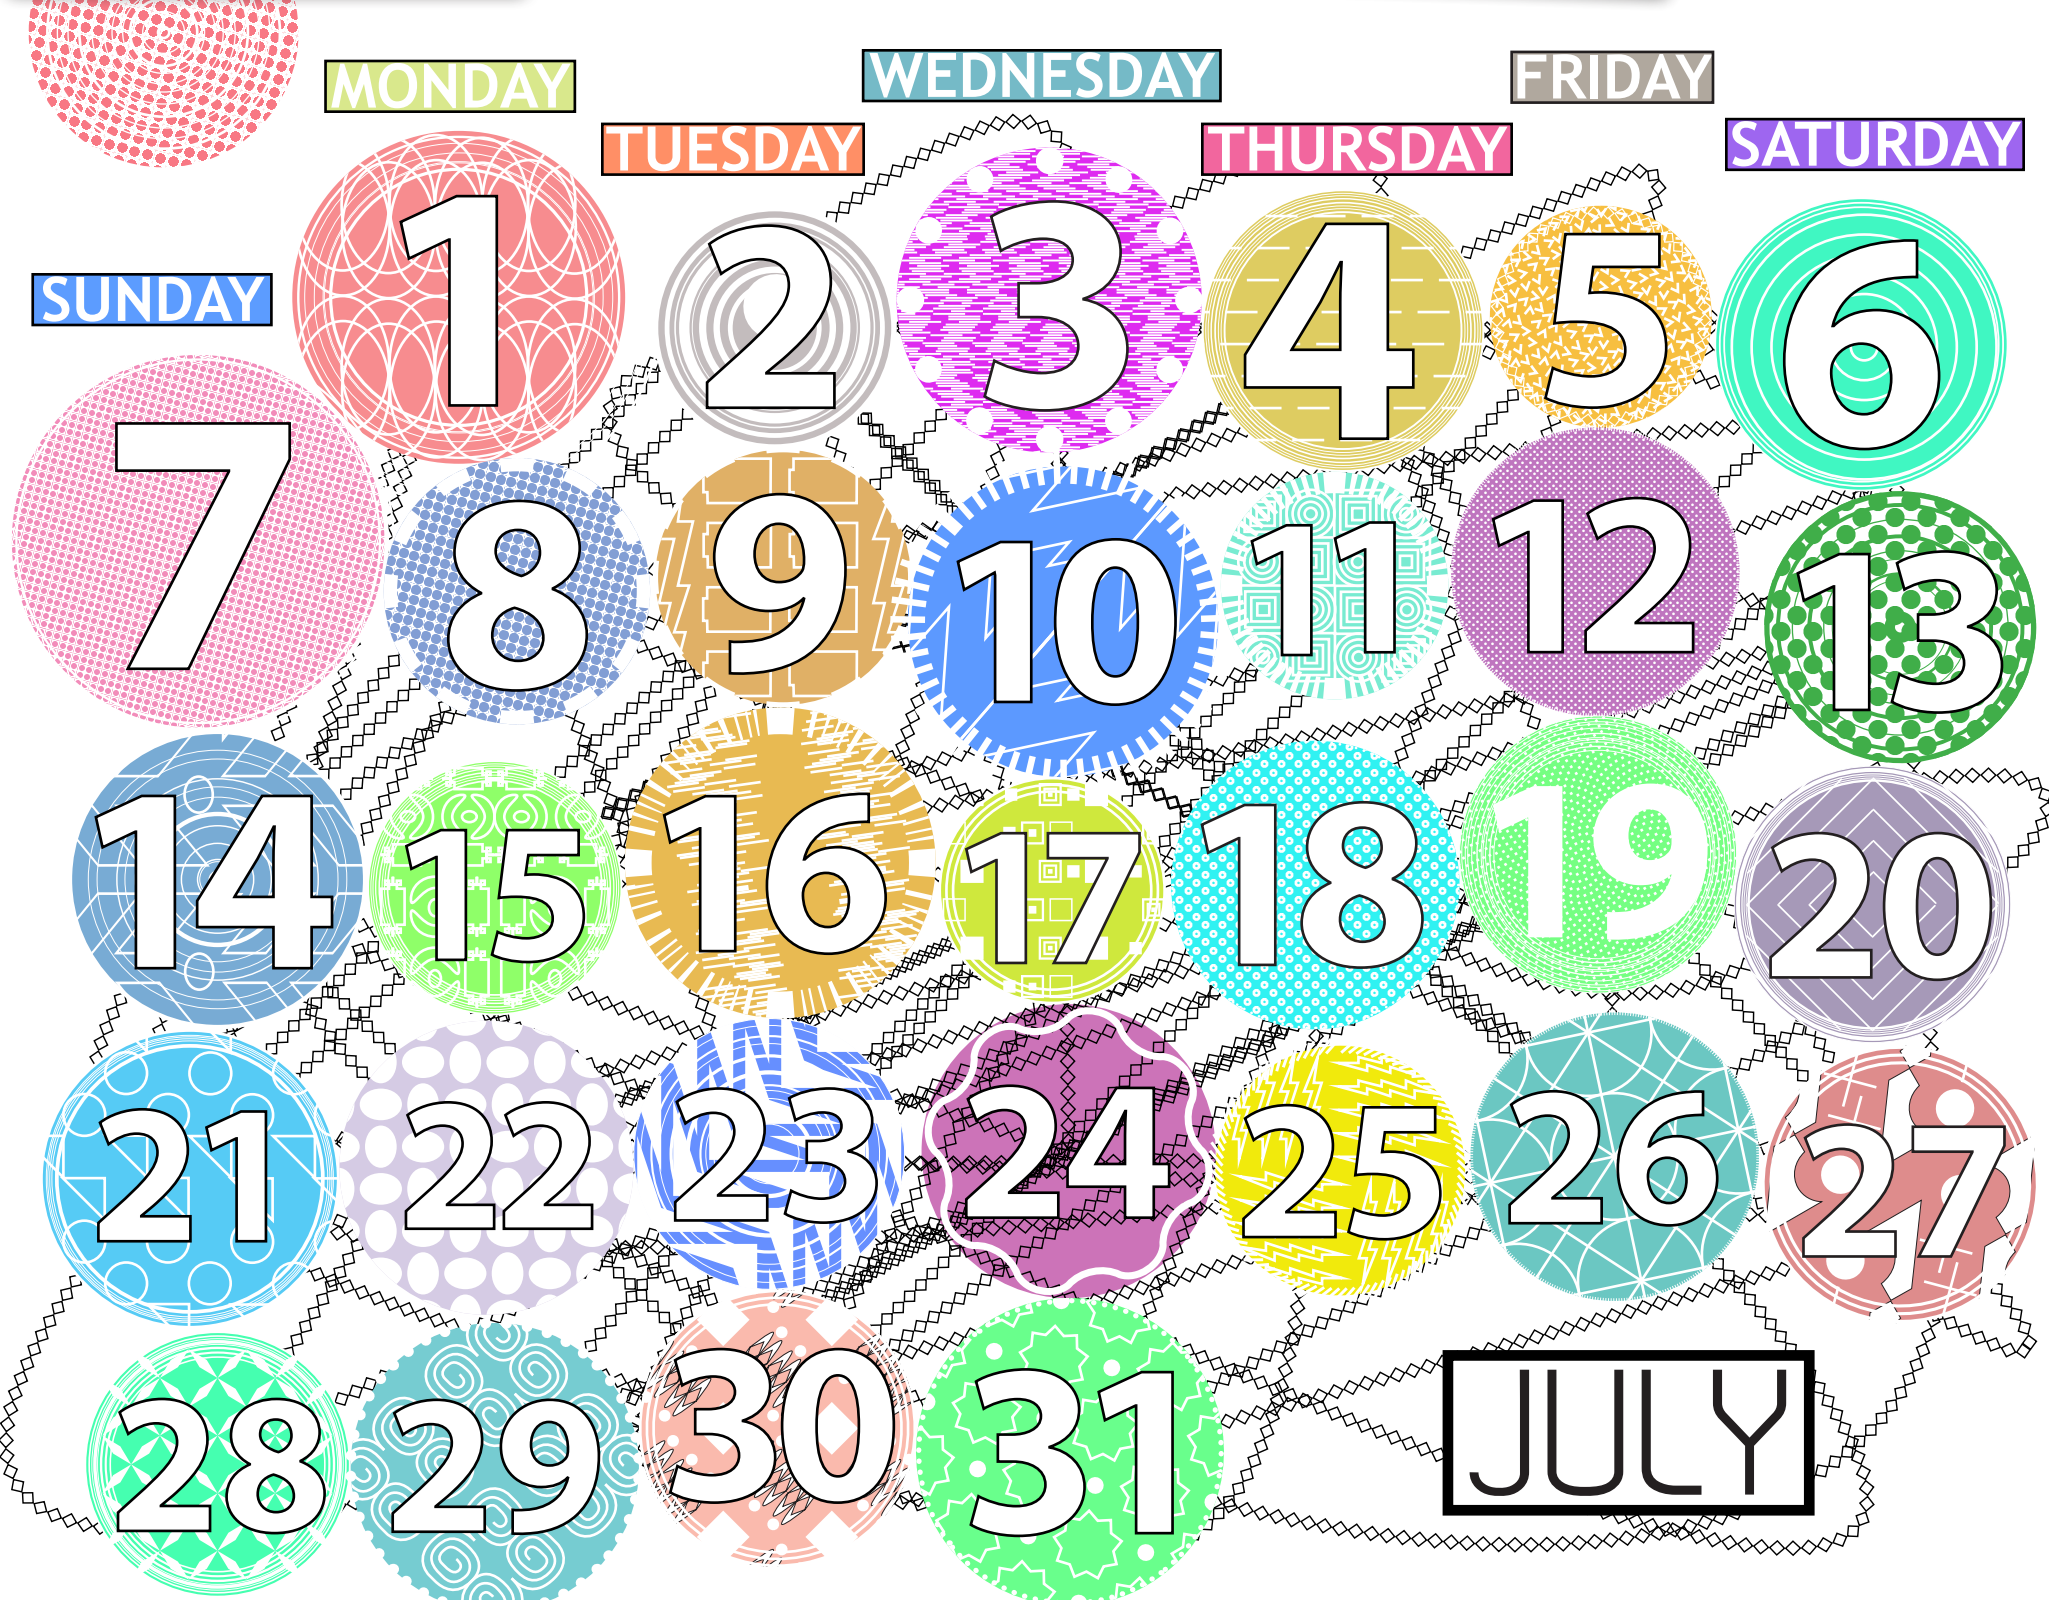 MONDAY
WEDNESDAY
FRIDAY
TUESDAY
THURSDAY
SATURDAY
SUNDAY
1 2 3 4 5 6
7 8 9 10 11 12 13
14 15 16 17 18 19 20
21 22 23 24 25 26 27
28 29 30 31
JULY